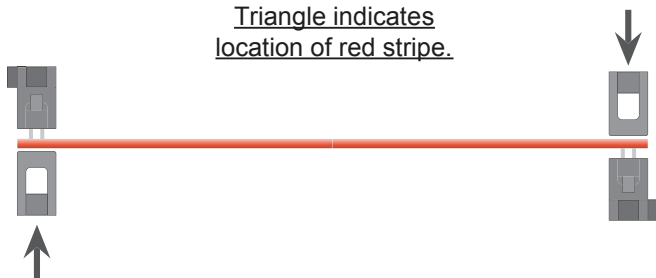 Triangle indicates
location of red stripe.